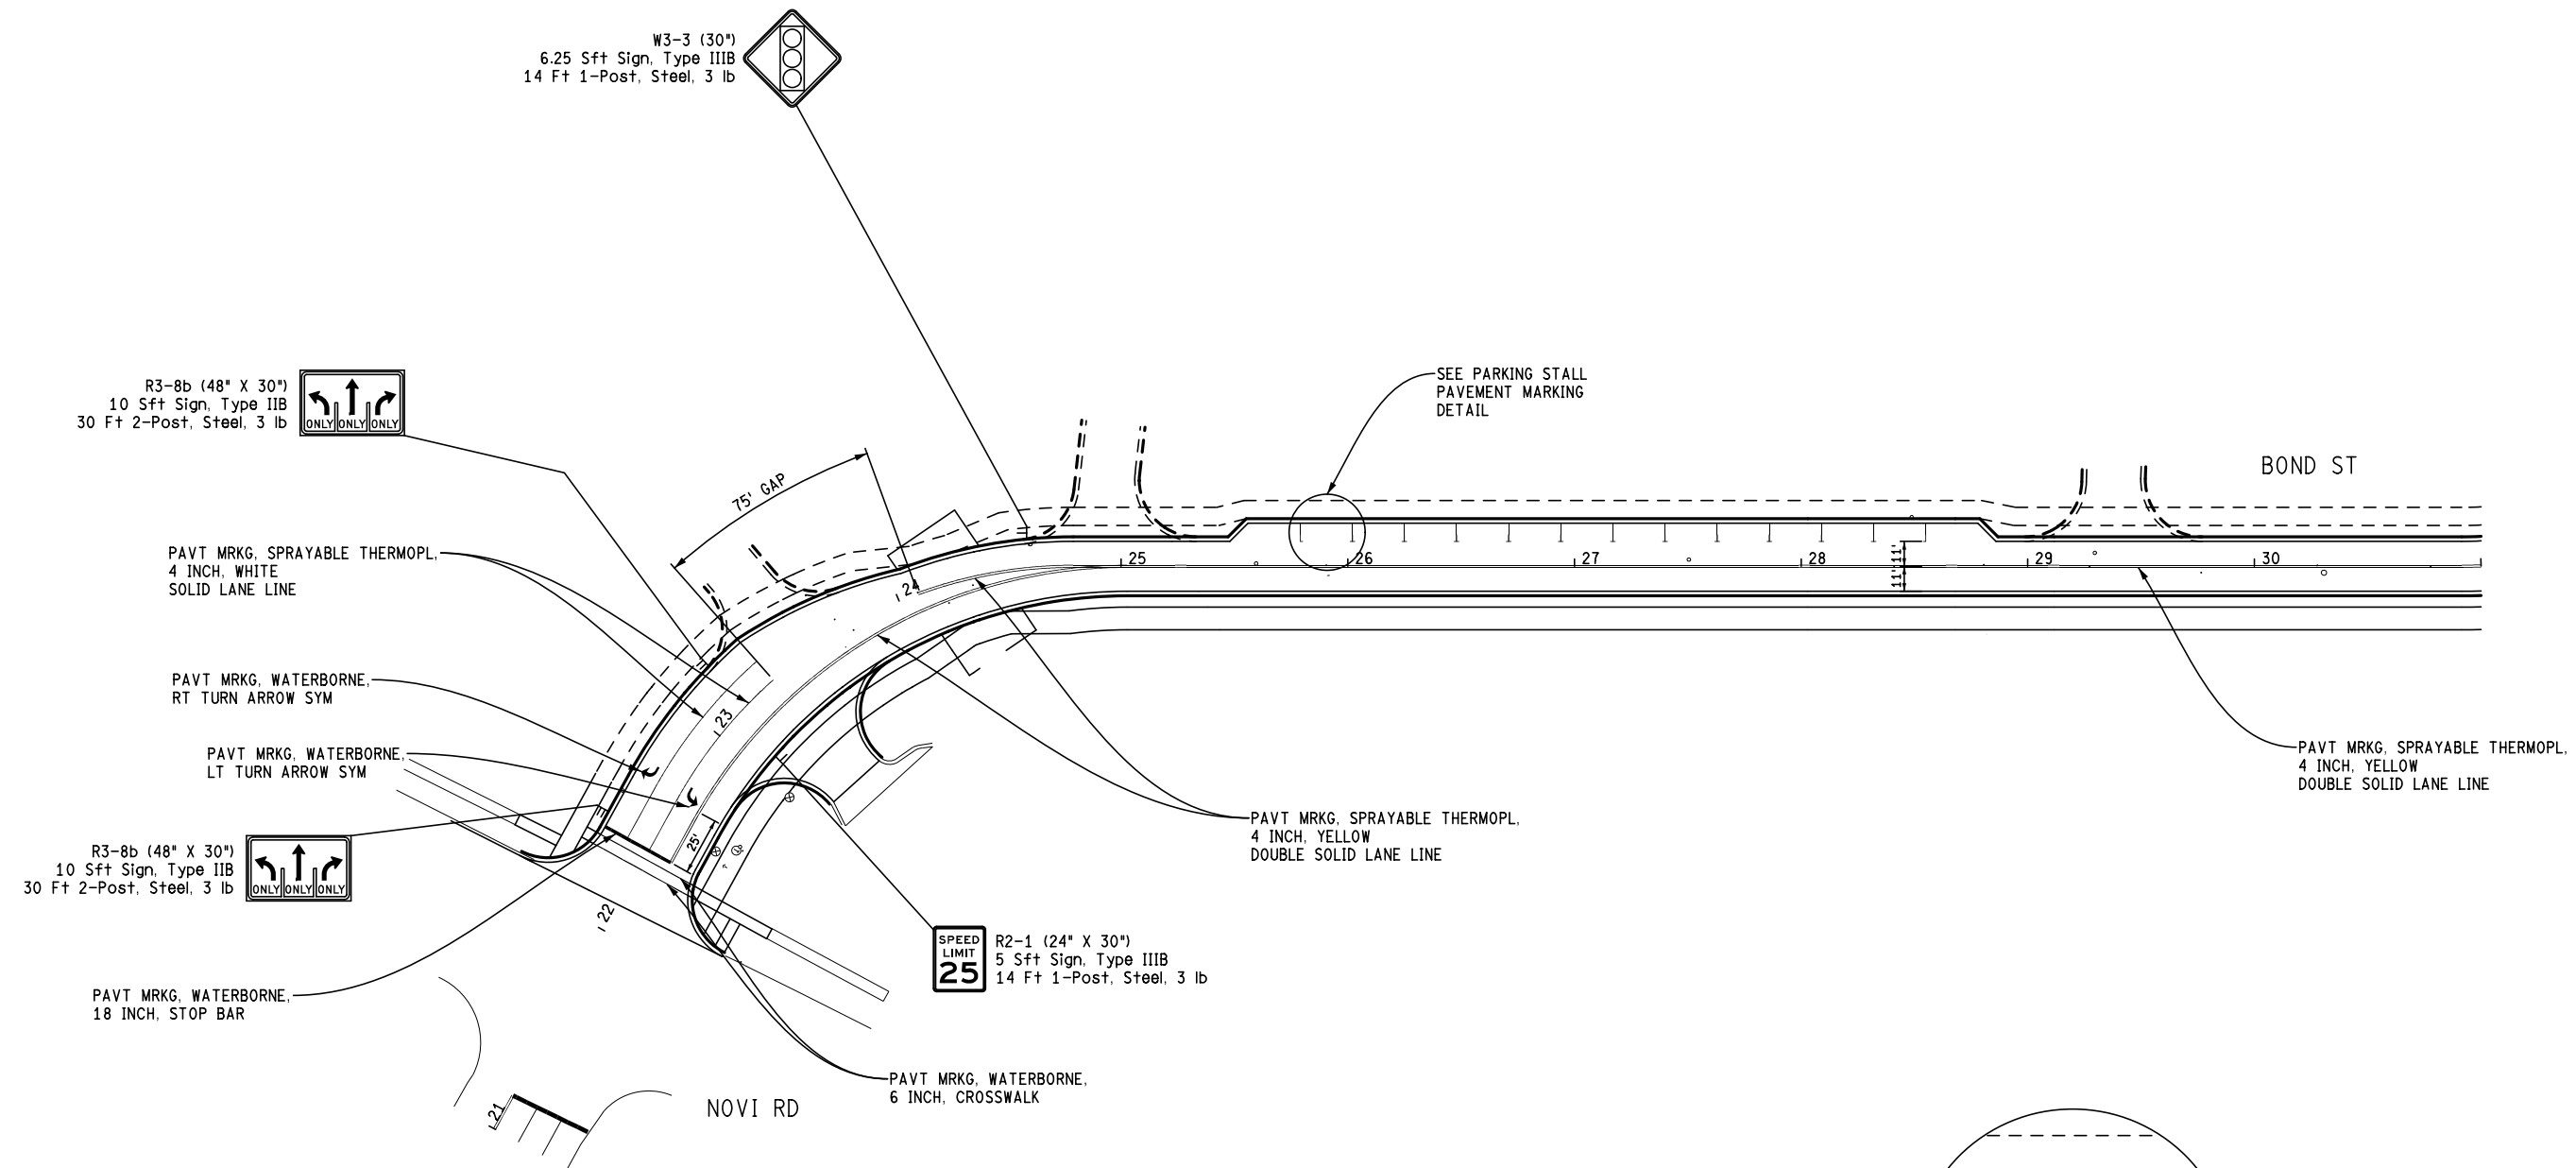 W3-3 (30")
6.25 Sft Sign, Type IIIB
14 Ft 1-Post, Steel, 3 lb
R3-8b (48" X 30")
10 Sft Sign, Type IIB
30 Ft 2-Post, Steel, 3 lb
ONLY ONLY ONLY
SEE PARKING STALL
PAVEMENT MARKING
DETAIL
BOND ST
75' GAP
PAVT MRKG, SPRAYABLE THERMOPL,
4 INCH, WHITE
SOLID LANE LINE
24
25
26
27
28
11'
11'
29
30
PAVT MRKG, WATERBORNE,
RT TURN ARROW SYM
23
PAVT MRKG, WATERBORNE,
LT TURN ARROW SYM
PAVT MRKG, SPRAYABLE THERMOPL,
4 INCH, YELLOW
DOUBLE SOLID LANE LINE
PAVT MRKG, SPRAYABLE THERMOPL,
4 INCH, YELLOW
DOUBLE SOLID LANE LINE
25'
R3-8b (48" X 30")
10 Sft Sign, Type IIB
30 Ft 2-Post, Steel, 3 lb
ONLY ONLY ONLY
22
SPEED
LIMIT
25
R2-1 (24" X 30")
5 Sft Sign, Type IIIB
14 Ft 1-Post, Steel, 3 lb
PAVT MRKG, WATERBORNE,
18 INCH, STOP BAR
PAVT MRKG, WATERBORNE,
6 INCH, CROSSWALK
21
NOVI RD